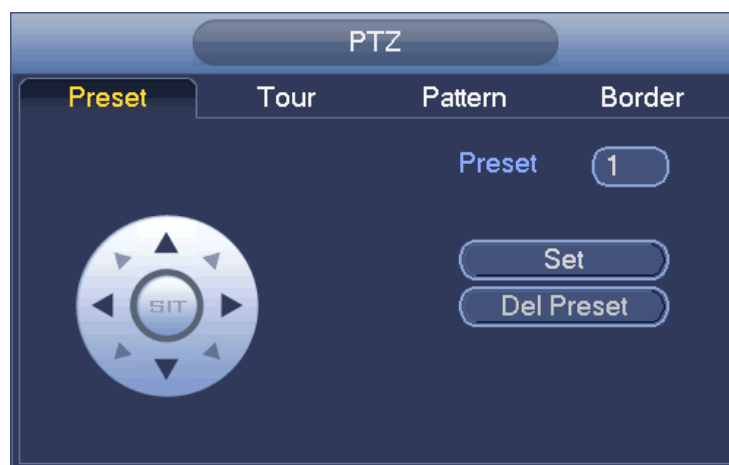 PTZ
Preset Tour Pattern Border
Preset 1
Set
SIT
Del Preset